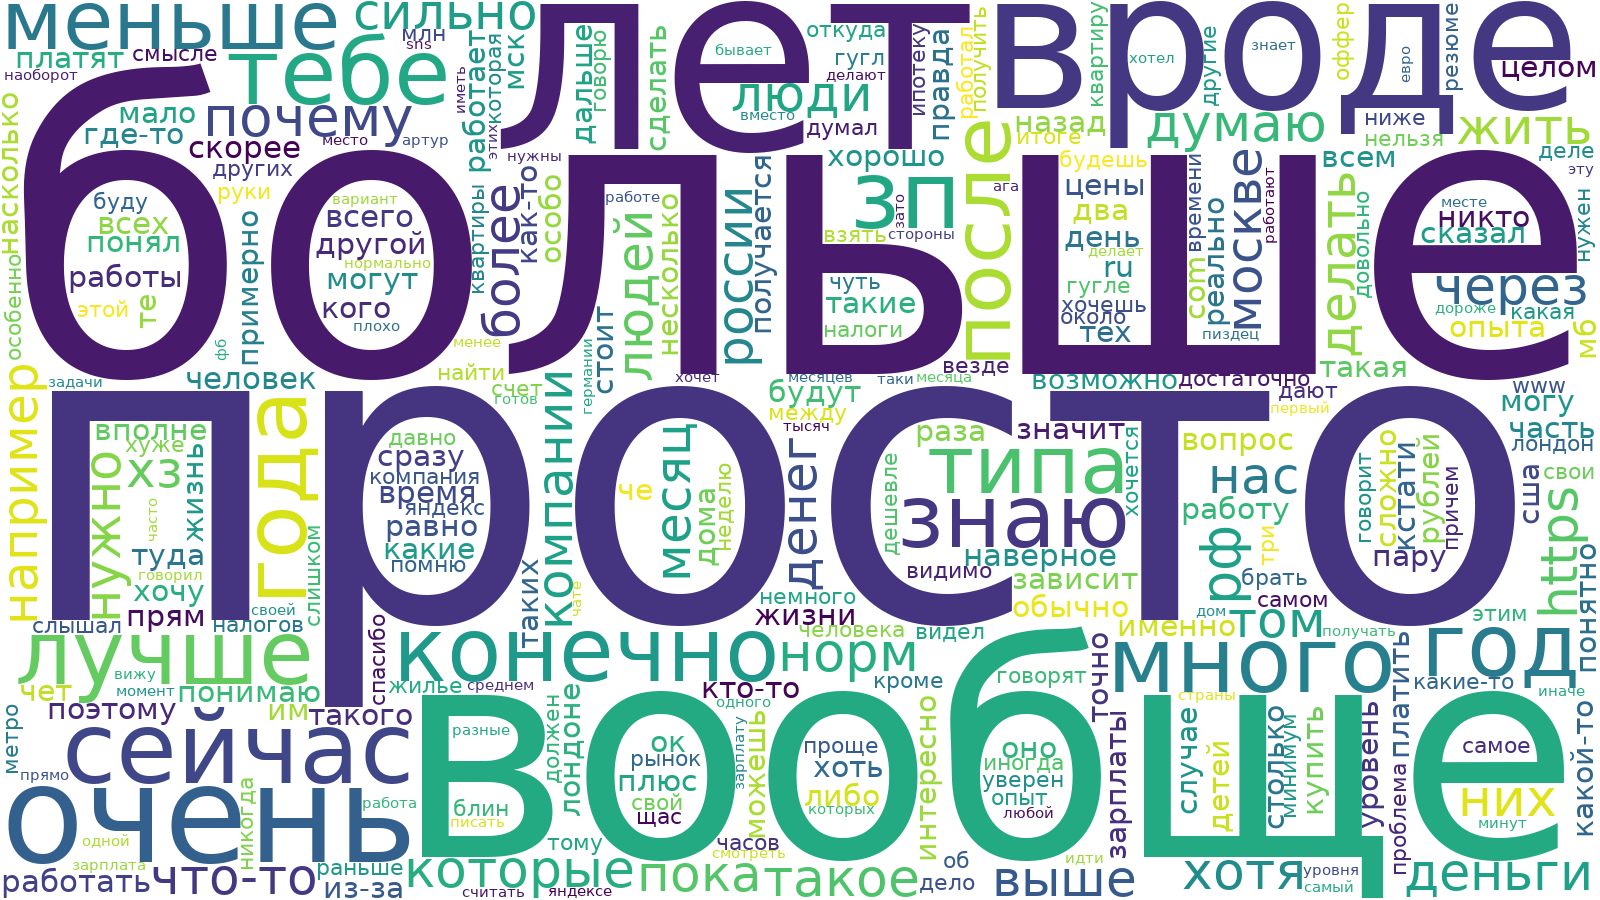 меньше
сильно
лет
вроде
больше
просто
вообще
платят
смысле
наоборот
тебе
млн
sns
работает
которая
мск
иметь
этих
дальше
говорю
сделать
бывает
откуда
гугл
делают
люди
вместо
думал
ипотеку
правда
работал
получить
квартиру
хотел
другие
знает
оффер
евро
резюме
целом
мало
где-то
почему
скорее
других
место
артур
нужны
назад
итоге
думаю
ниже
нельзя
жить
насколько
особенно
руки
буду
всех
понял
работы
этой
те
примерно
фб
вариант
всего
другой
нормально
могут
кого
плохо
квартиры
более
как-то
особо
менее
работе
людей
несколько
россии
получается
хорошо
зп
зато
взять
стороны
чуть
такие
налоги
после
ага
везде
будешь
цены
два
день
делает
ru
гугле
хочешь
около
тех
времени
com
реально
москве
работают
пиздец
всем
делать
довольно
деле
эту
месте
никто
сказал
нужен
через
дороже
какая
опыта
мб
такая
задачи
человек
найти
счет
готов
германии
стоит
хочет
месяцев
таки
месяца
будут
между
тысяч
возможно
достаточно
дают
первый
www
могу
часть
лондон
например
вполне
хуже
хз
нужно
жизнь
часто
года
туда
говорил
хочу
прям
своей
слишком
слышал
налогов
давно
сразу
компания
время
яндекс
равно
какие
помню
компании
таких
чате
че
месяц
дома
неделю
денег
немного
жизни
раза
значит
типа
знаю
дешевле
хочется
видимо
наверное
зависит
обычно
вопрос
нас
работу
рф
три
брать
дом
самом
говорит
сложно
кстати
рублей
причем
пару
сша
свои
https
понятно
этим
лучше
вижу
чет
момент
понимаю
поэтому
им
такого
спасибо
конечно
жилье
среднем
кто-то
одного
человека
видел
норм
кроме
говорят
точно
именно
том
получать
много
страны
год
платить
какие-то
иначе
метро
прямо
сейчас
очень
никогда
работа
одной
зарплата
работать
что-то
раньше
из-за
разные
блин
писать
должен
лондоне
ок
рынок
плюс
свой
щас
зарплату
можешь
проще
хоть
либо
которых
интересно
оно
иногда
уверен
опыт
любой
зарплаты
случае
детей
столько
минимум
купить
уровень
проблема
самое
них
минут
какой-то
которые
считать
яндексе
тому
пока
часов
смотреть
такое
об
дело
выше
идти
хотя
уровня
самый
деньги